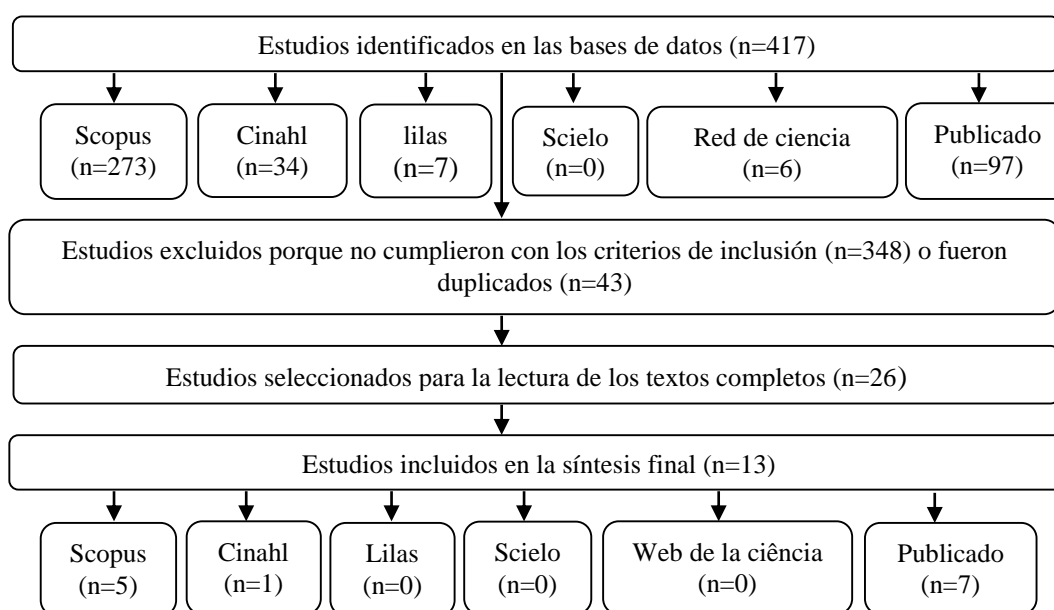 Estudios identificados en las bases de datos (n=417)
Scopus
(n=273)
Cinahl
(n=34)
lilas
(n=7)
Scielo
(n=0)
Red de ciencia
(n=6)
Publicado
(n=97)
Estudios excluidos porque no cumplieron con los criterios de inclusión (n=348) o fueron
duplicados (n=43)
Estudios seleccionados para la lectura de los textos completos (n=26)
Estudios incluidos en la síntesis final (n=13)
Scopus
(n=5)
Cinahl
(n=1)
Lilas
(n=0)
Scielo
(n=0)
Web de la ciência
(n=0)
Publicado
(n=7)